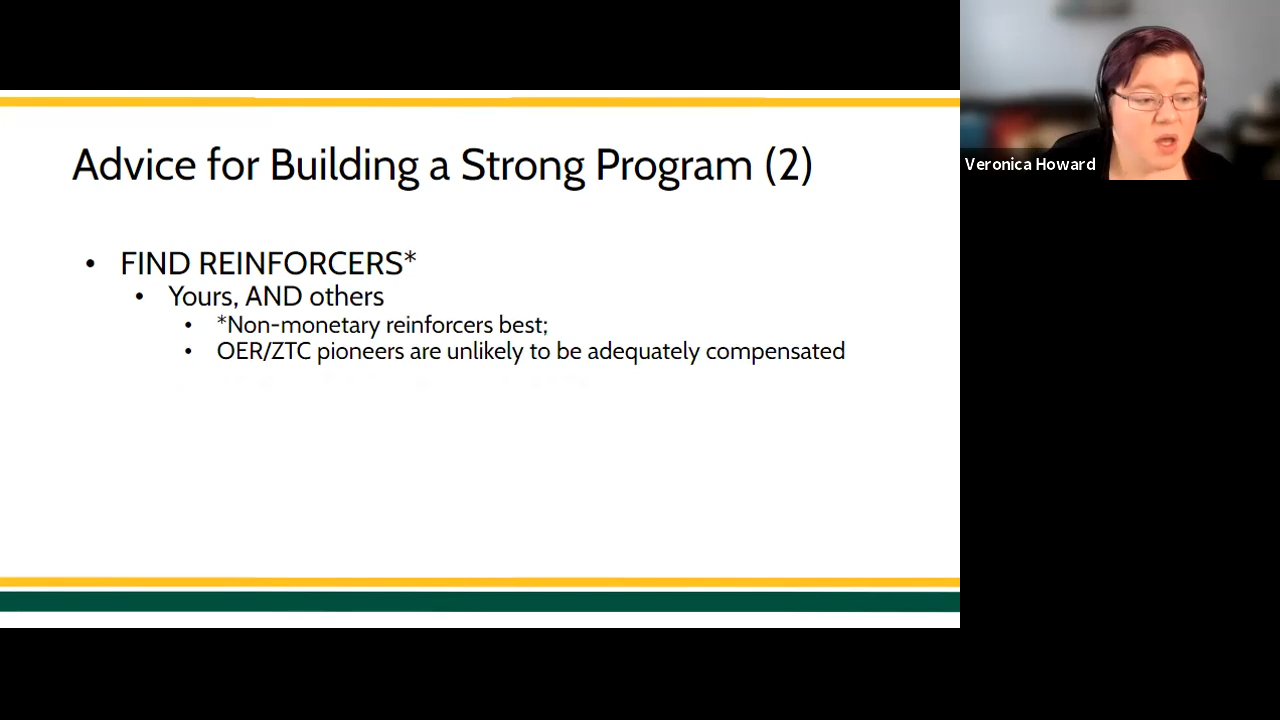 Advice for Building a Strong Program (2)
• FIND REINFORCERS*
• Yours, AND others
• *Non-monetary reinforcers best;
• OER/ZTC pioneers are unlikely to be adequately compensated
Veronica Howard